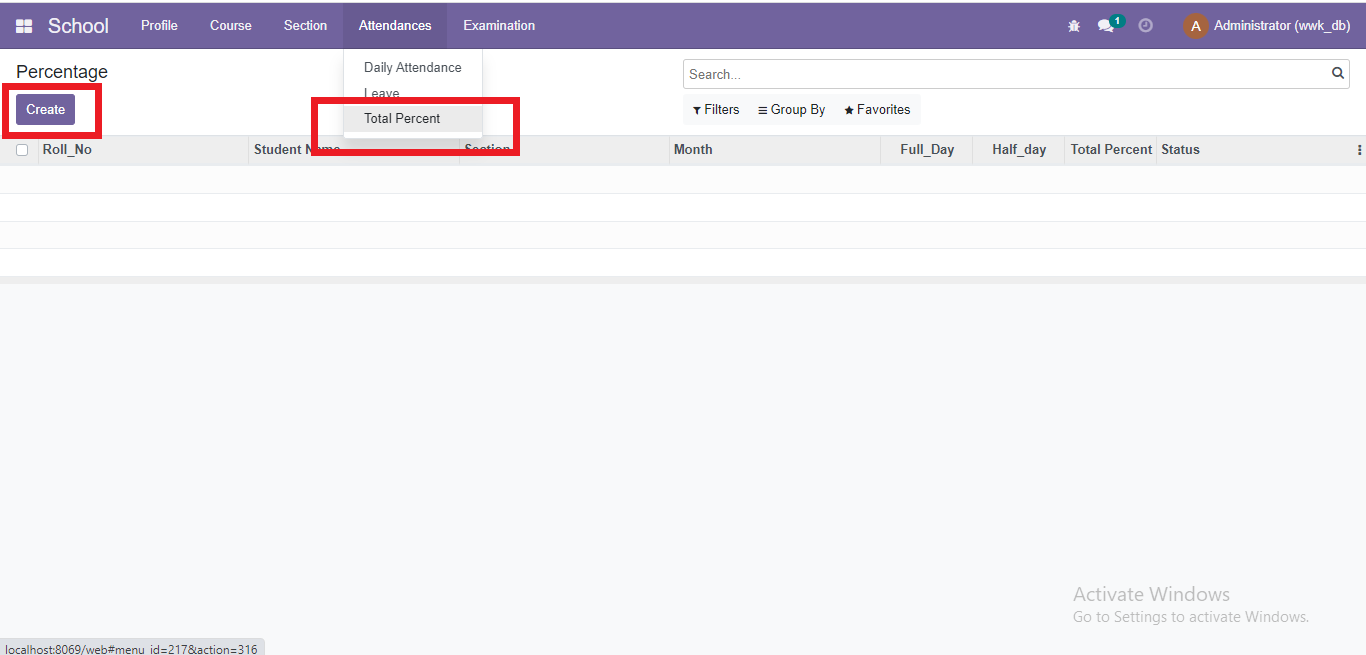 School Profile Course Section Attendances Examination 1 A Administrator (wwk_db)
Percentage
Daily Attendance
Search...
Leave
Create
Filters Group By Favorites
Total Percent
Roll_No Student Name Section Month Full_Day Half_day Total Percent Status
Activate Windows
Go to Settings to activate Windows.
localhost:8069/web#menu_id=217&action=316